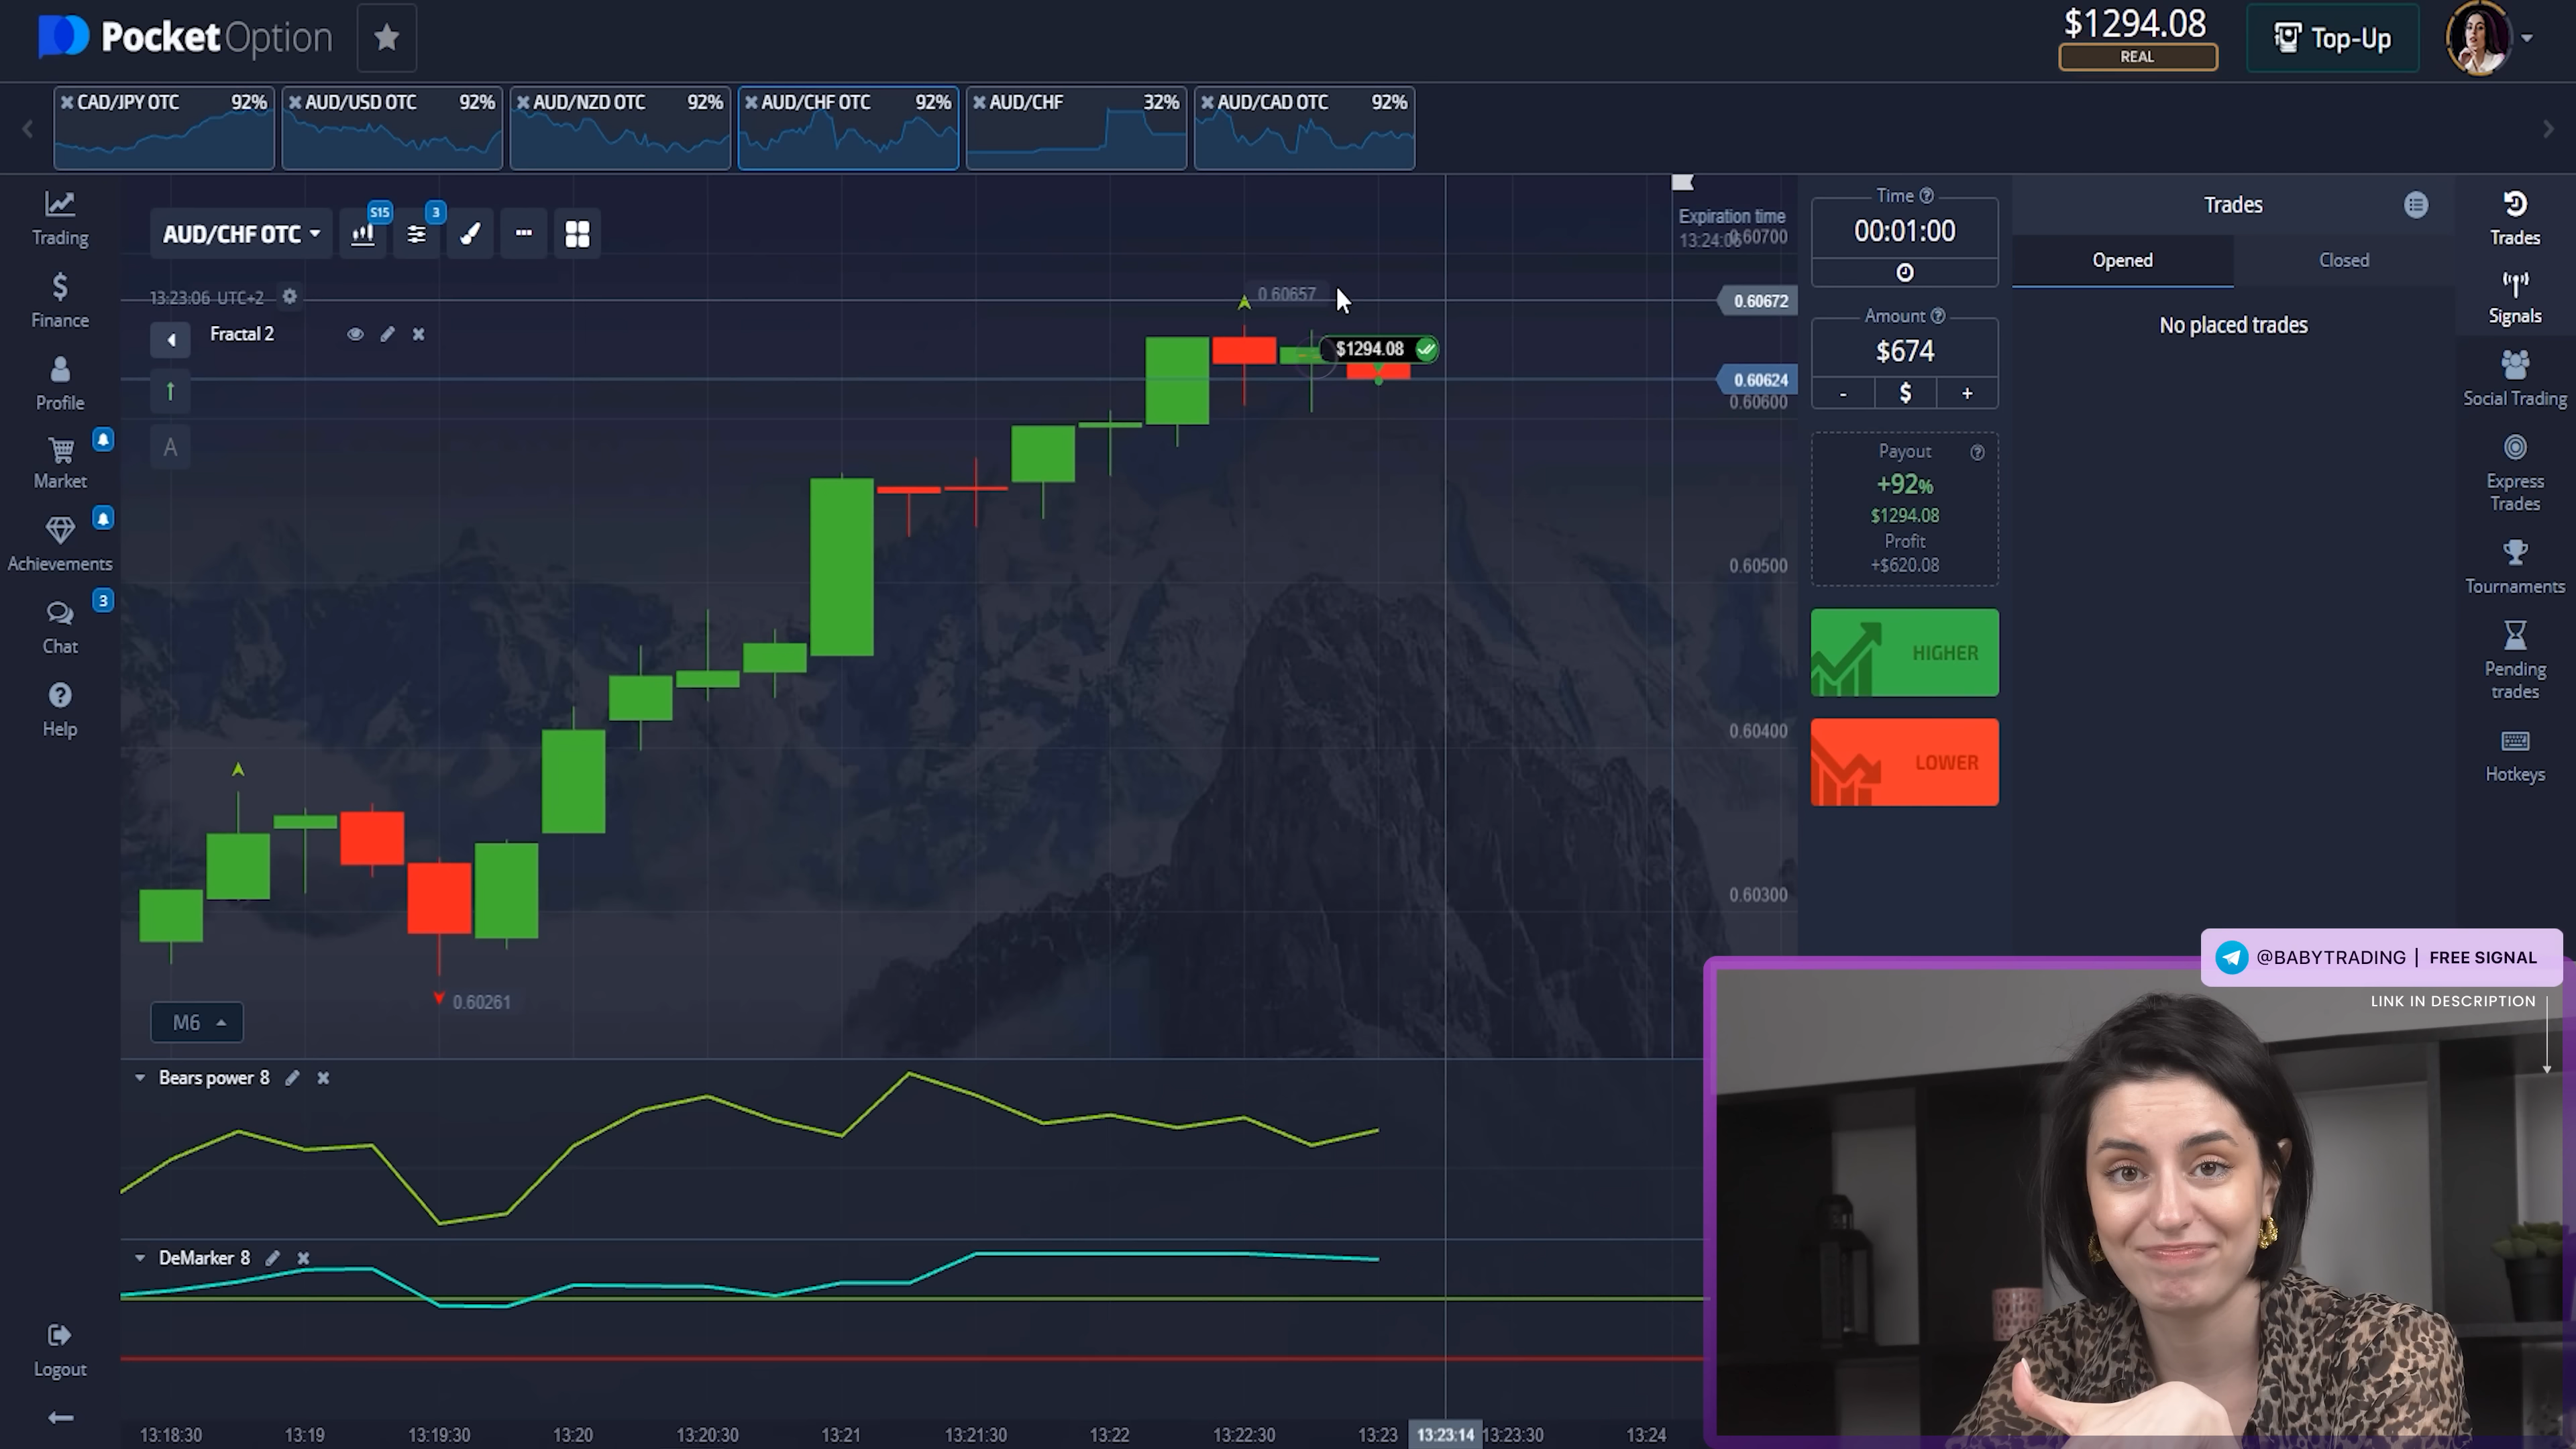 PocketOption
$1294.08
REAL
Top-Up
CAD/JPY OTC 92%
AUD/USD OTC 92%
AUD/NZD OTC 92%
AUD/CHF OTC 92%
AUD/CHF 32%
AUD/CAD OTC 92%
Trading
Finance
Profile
Market
Achievements
3
Chat
Help
Logout
AUD/CHF OTC
S15
3
13:23:06 UTC+2
Fractal 2
A
Expiration time
13:24:06
0.60700
0.60672
0.60657
$1294.08
0.60624
0.60600
0.60500
0.60400
0.60300
0.60261
M6
Bears power 8
DeMarker 8
13:18:30
13:19
13:19:30
13:20
13:20:30
13:21
13:21:30
13:22
13:22:30
13:23
13:23:14
13:23:30
13:24
Time
00:01:00
Amount
$674
- $ +
Payout
+92%
$1294.08
Profit
+$620.08
HIGHER
LOWER
Trades
Opened
Closed
No placed trades
Trades
Signals
Social Trading
Express
Trades
Tournaments
Pending
trades
Hotkeys
@BABYTRADING | FREE SIGNAL
LINK IN DESCRIPTION